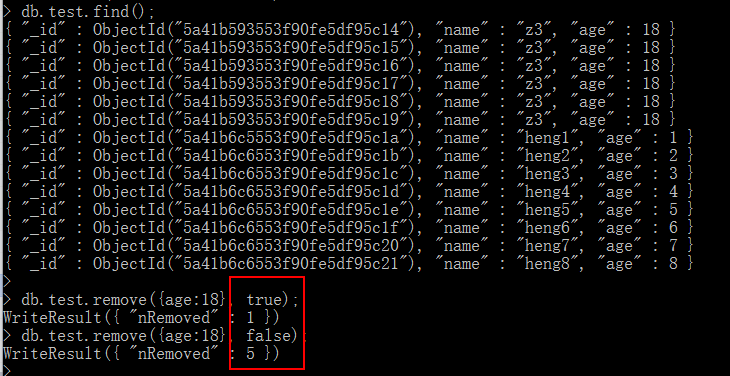 > db.test.find();
{ "_id" : ObjectId("5a41b593553f90fe5df95c14"), "name" : "z3", "age" : 18 }
{ "_id" : ObjectId("5a41b593553f90fe5df95c15"), "name" : "z3", "age" : 18 }
{ "_id" : ObjectId("5a41b593553f90fe5df95c16"), "name" : "z3", "age" : 18 }
{ "_id" : ObjectId("5a41b593553f90fe5df95c17"), "name" : "z3", "age" : 18 }
{ "_id" : ObjectId("5a41b593553f90fe5df95c18"), "name" : "z3", "age" : 18 }
{ "_id" : ObjectId("5a41b593553f90fe5df95c19"), "name" : "z3", "age" : 18 }
{ "_id" : ObjectId("5a41b6c5553f90fe5df95c1a"), "name" : "heng1", "age" : 1 }
{ "_id" : ObjectId("5a41b6c6553f90fe5df95c1b"), "name" : "heng2", "age" : 2 }
{ "_id" : ObjectId("5a41b6c6553f90fe5df95c1c"), "name" : "heng3", "age" : 3 }
{ "_id" : ObjectId("5a41b6c6553f90fe5df95c1d"), "name" : "heng4", "age" : 4 }
{ "_id" : ObjectId("5a41b6c6553f90fe5df95c1e"), "name" : "heng5", "age" : 5 }
{ "_id" : ObjectId("5a41b6c6553f90fe5df95c1f"), "name" : "heng6", "age" : 6 }
{ "_id" : ObjectId("5a41b6c6553f90fe5df95c20"), "name" : "heng7", "age" : 7 }
{ "_id" : ObjectId("5a41b6c6553f90fe5df95c21"), "name" : "heng8", "age" : 8 }
>
> db.test.remove({age:18}, true);
WriteResult({ "nRemoved" : 1 })
> db.test.remove({age:18}, false)
WriteResult({ "nRemoved" : 5 })
>